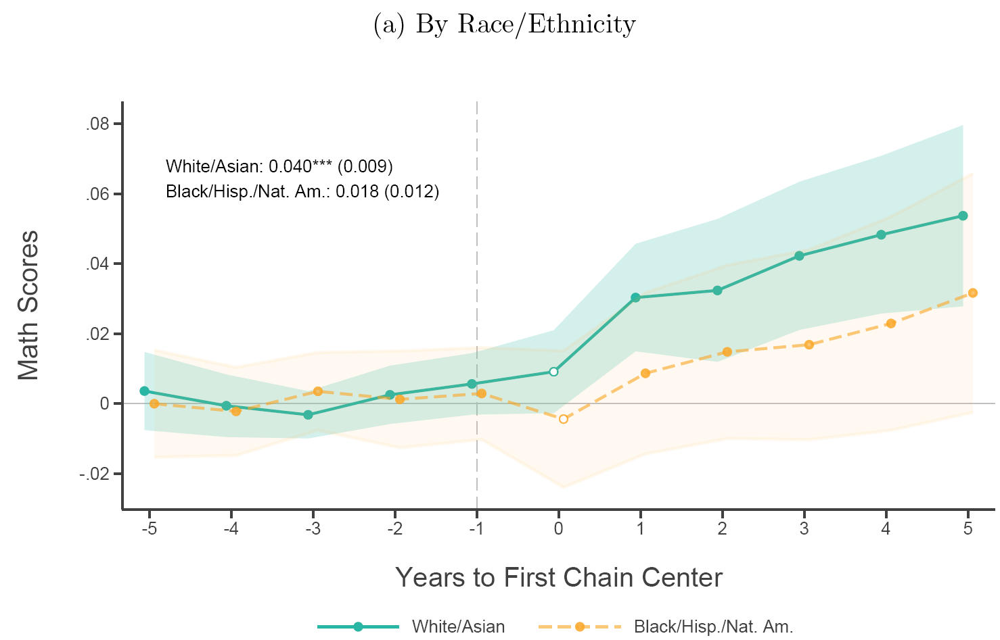 (a) By Race/Ethnicity
.08
.06
.04
.02
0
-.02
Math Scores
White/Asian: 0.040*** (0.009)
Black/Hisp./Nat. Am.: 0.018 (0.012)
-5 -4 -3 -2 -1 0 1 2 3 4 5
Years to First Chain Center
White/Asian Black/Hisp./Nat. Am.